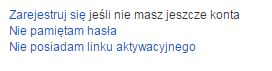 Zarejestruj się jeśli nie masz jeszcze konta
Nie pamiętam hasła
Nie posiadam linku aktywacyjnego